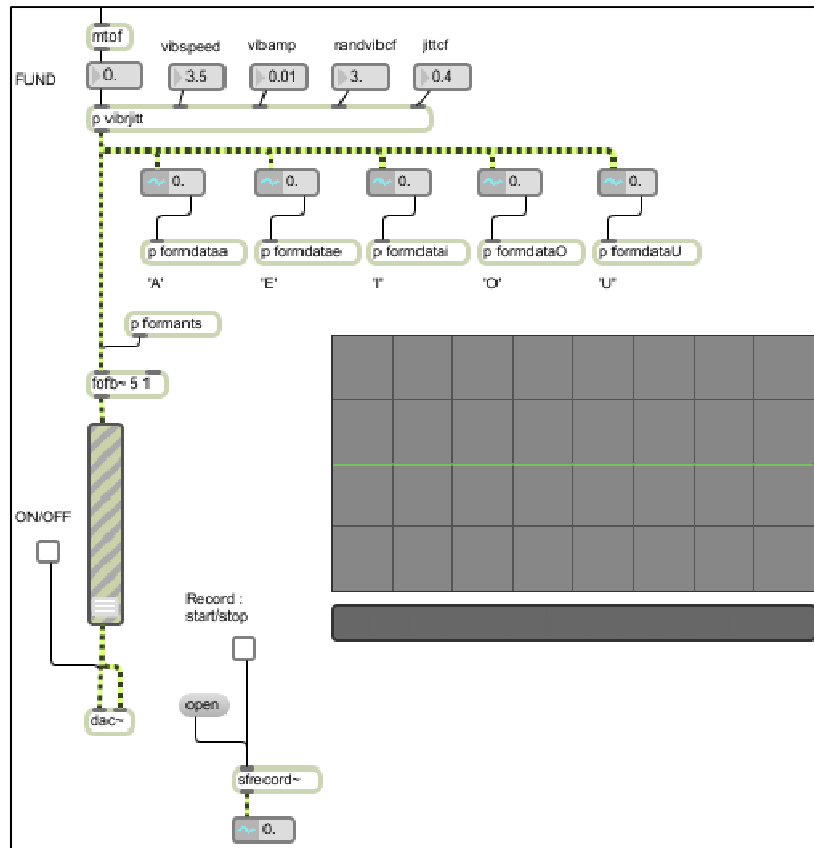 mtof
vibspeed vibamp randvibcf jittcf
FUND 0. 3.5 0.01 3. 0.4
p vibrjitt
0. 0. 0. 0. 0.
p formdataa p formdatae p formdatai p formdataO p formdataU
'A' 'E' 'I" 'O' 'U"
p formants
fofb~ 5 1
ON/OFF
Record :
start/stop
open
dac~
sfrecord~
0.